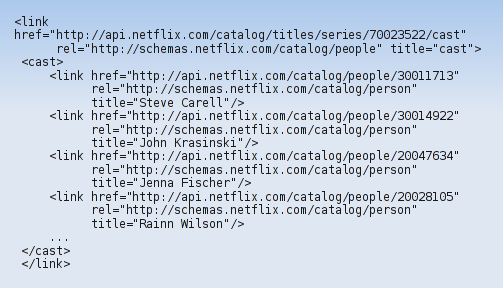 <link
href="http://api.netflix.com/catalog/titles/series/70023522/cast"
rel="http://schemas.netflix.com/catalog/people" title="cast">
<cast>
<link href="http://api.netflix.com/catalog/people/30011713"
rel="http://schemas.netflix.com/catalog/person"
title="Steve Carell"/>
<link href="http://api.netflix.com/catalog/people/30014922"
rel="http://schemas.netflix.com/catalog/person"
title="John Krasinski"/>
<link href="http://api.netflix.com/catalog/people/20047634"
rel="http://schemas.netflix.com/catalog/person"
title="Jenna Fischer"/>
<link href="http://api.netflix.com/catalog/people/20028105"
rel="http://schemas.netflix.com/catalog/person"
title="Rainn Wilson"/>
...
</cast>
</link>